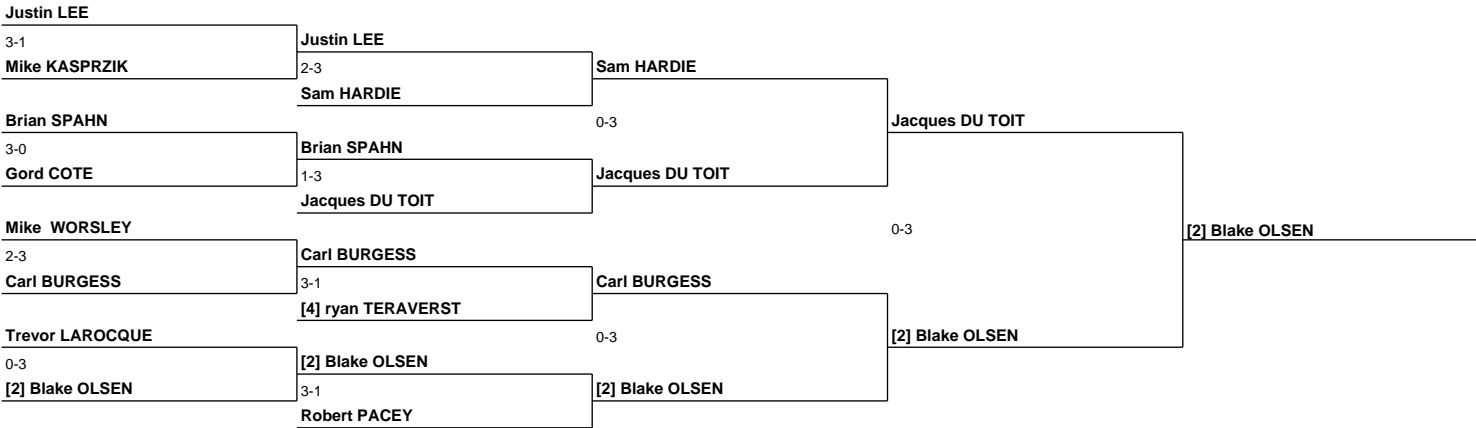 Justin LEE
3-1
Mike KASPRZIK
Justin LEE
2-3
Sam HARDIE
Sam HARDIE
0-3
Jacques DU TOIT
Brian SPAHN
3-0
Gord COTE
Brian SPAHN
1-3
Jacques DU TOIT
Jacques DU TOIT
Mike  WORSLEY
2-3
Carl BURGESS
0-3
[2] Blake OLSEN
Carl BURGESS
3-1
[4] ryan TERAVERST
Carl BURGESS
0-3
[2] Blake OLSEN
Trevor LAROCQUE
0-3
[2] Blake OLSEN
[2] Blake OLSEN
3-1
Robert PACEY
[2] Blake OLSEN